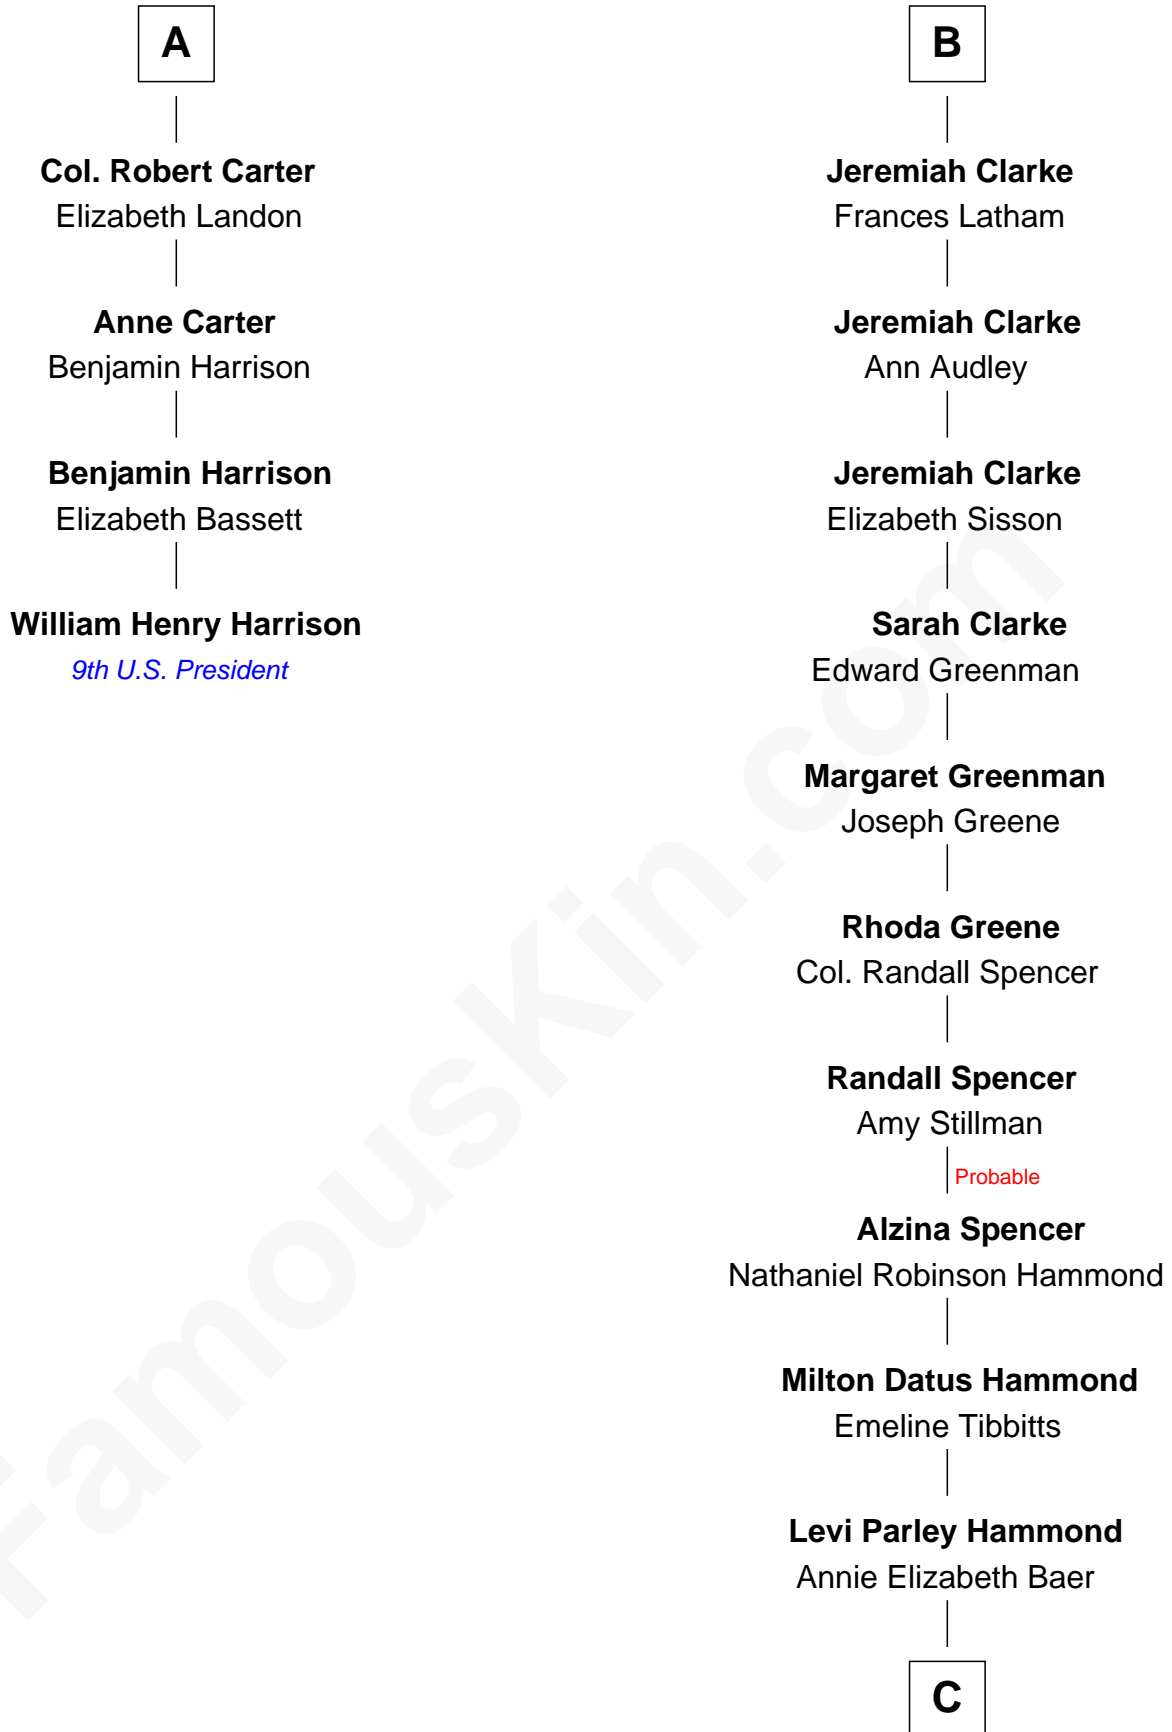 A
Col. Robert Carter
Elizabeth Landon
Anne Carter
Benjamin Harrison
Benjamin Harrison
Elizabeth Bassett
William Henry Harrison
9th U.S. President
B
Jeremiah Clarke
Frances Latham
Jeremiah Clarke
Ann Audley
Jeremiah Clarke
Elizabeth Sisson
Sarah Clarke
Edward Greenman
Margaret Greenman
Joseph Greene
Rhoda Greene
Col. Randall Spencer
Randall Spencer
Amy Stillman
Probable
Alzina Spencer
Nathaniel Robinson Hammond
Milton Datus Hammond
Emeline Tibbitts
Levi Parley Hammond
Annie Elizabeth Baer
C
FamousKin.com